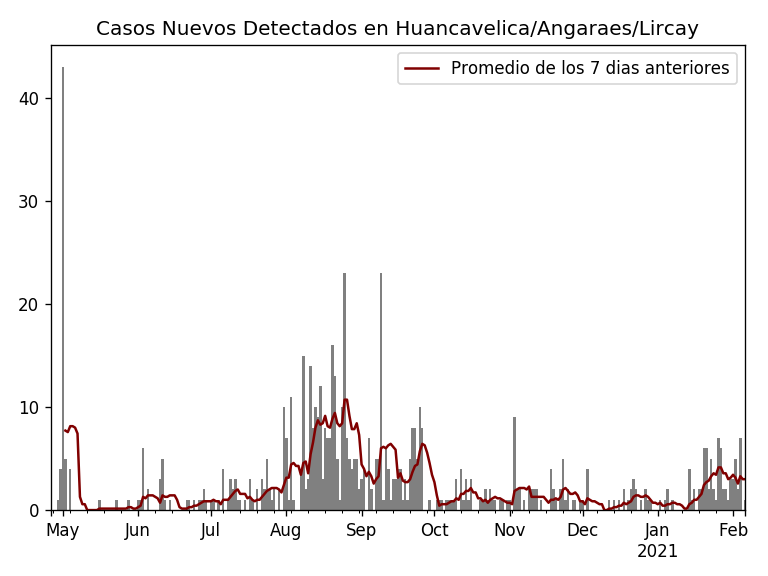 Casos Nuevos Detectados en Huancavelica/Angaraes/Lircay
Promedio de los 7 dias anteriores
40
30
20
10
0
May Jun Jul Aug Sep Oct Nov Dec Jan Feb
2021